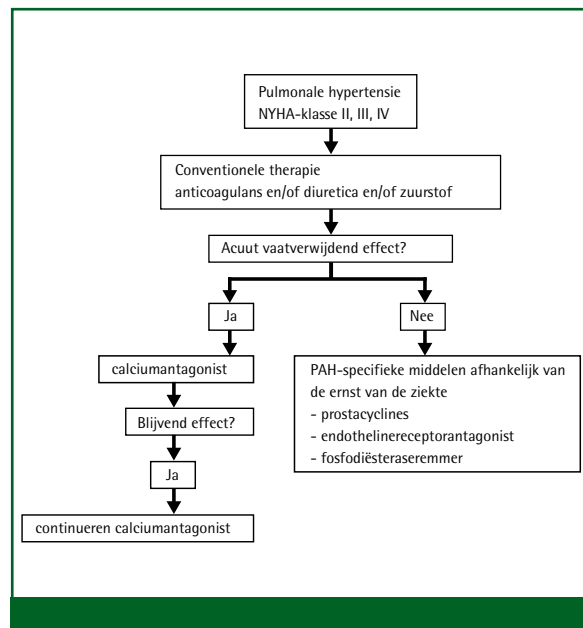 Pulmonale hypertensie
NYHA-klasse II, III, IV
Conventionele therapie
anticoagulans en/of diuretica en/of zuurstof
Acuut vaatverwijdend effect?
Ja
Nee
calciumantagonist
PAH-specifieke middelen afhankelijk van
de ernst van de ziekte
- prostacyclines
- endothelinereceptorantagonist
- fosfodiësteraseremmer
Blijvend effect?
Ja
continueren calciumantagonist